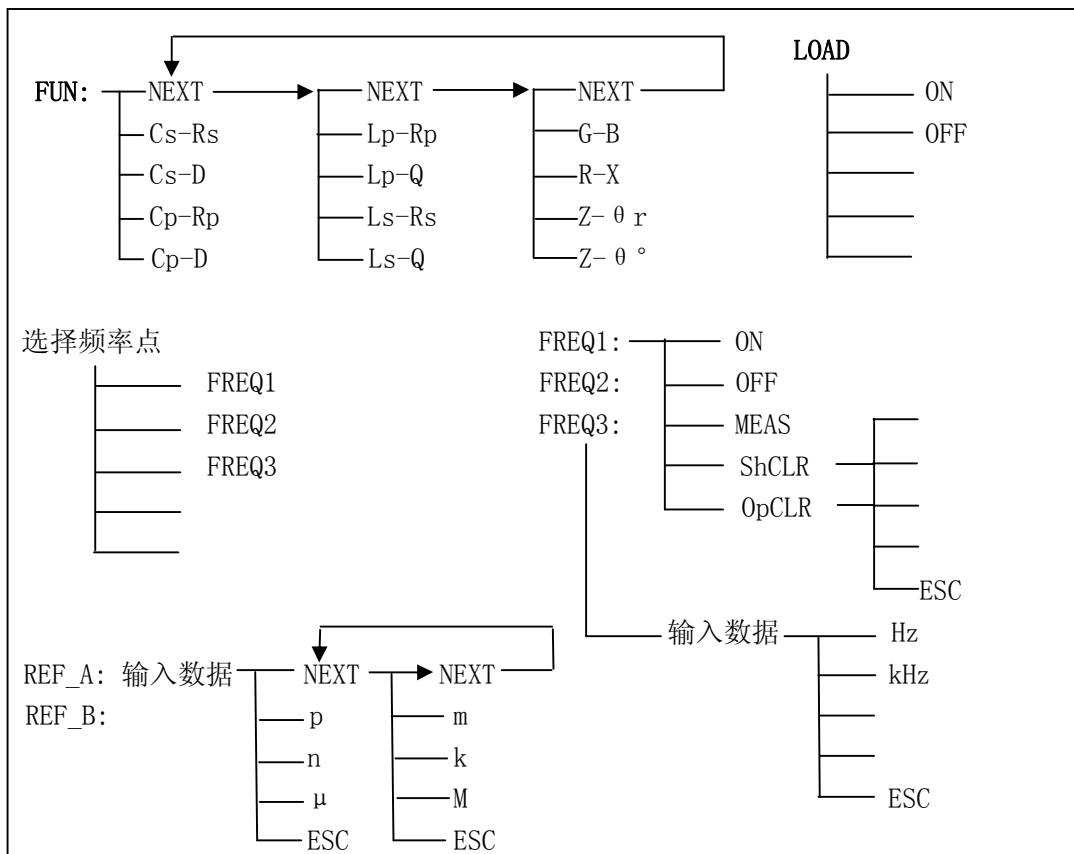 LOAD
FUN: NEXT NEXT NEXT ON
Cs-Rs Lp-Rp G-B OFF
Cs-D Lp-Q R-X
Cp-Rp Ls-Rs Z-θr
Cp-D Ls-Q Z-θ°
选择频率点 FREQ1: ON
FREQ1 FREQ2: OFF
FREQ2 FREQ3: MEAS
FREQ3 ShCLR
OpCLR
ESC
输入数据 Hz
REF_A: 输入数据 NEXT NEXT kHz
REF_B: p m
n k
μ M ESC
ESC ESC